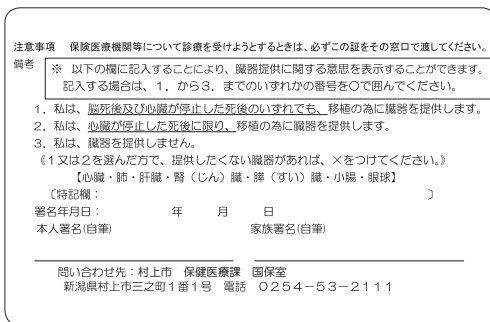 注意事項　保険医療機関等について診療を受けようとするときは、必ずこの証をその窓口で渡してください。
備考
※　以下の欄に記入することにより、臓器提供に関する意思を表示することができます。
記入する場合は、１．から３．までのいずれかの番号を〇で囲んでください。
１．私は、脳死後及び心臓が停止した死後のいずれでも、移植の為に臓器を提供します。
２．私は、心臓が停止した死後に限り、移植の為に臓器を提供します。
３．私は、臓器を提供しません。
《１又は２を選んだ方で、提供したくない臓器があれば、×をつけてください。》
【心臓・肺・肝臓・腎（じん）臓・膵（すい）臓・小腸・眼球】
〔特記欄：　　　　　　　　　　〕
署名年月日：　　　年　　月　　日
本人署名(自筆)　　　　　　家族署名(自筆)
問い合わせ先：村上市　保健医療課　国保室
新潟県村上市三之町１番１号　電話　０２５４－５３－２１１１